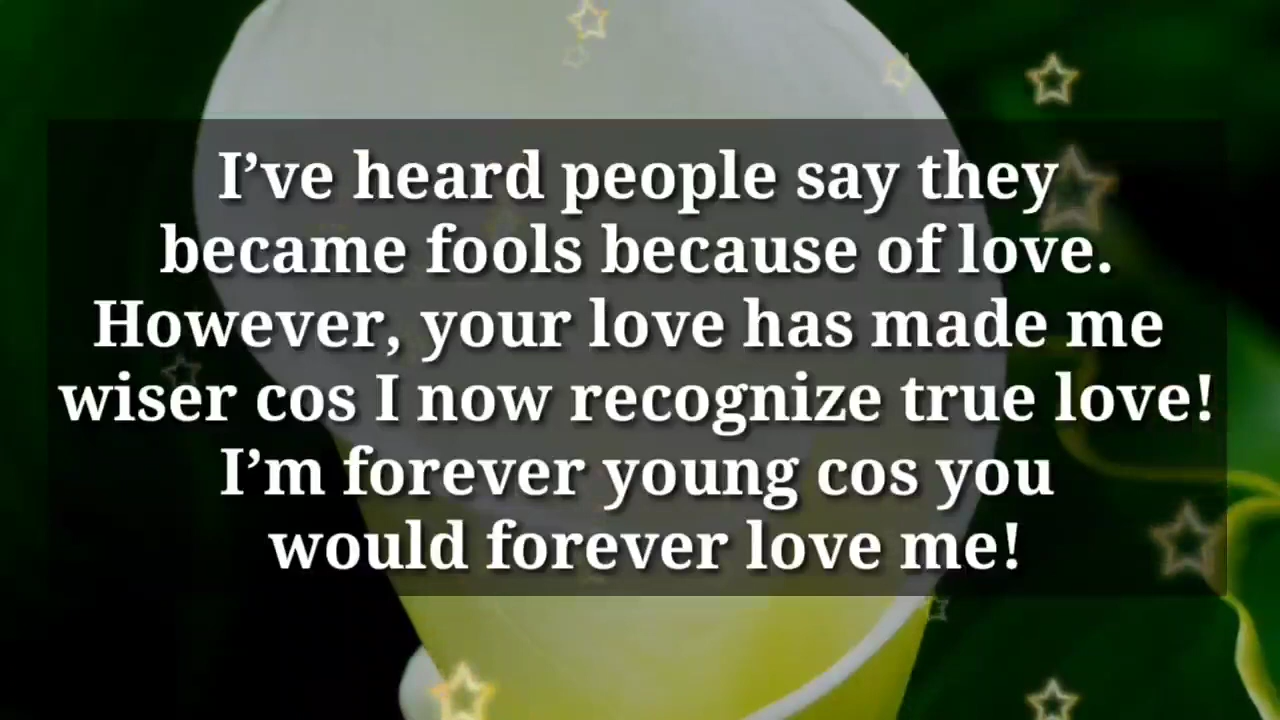 I’ve heard people say they
became fools because of love.
However, your love has made me
wiser cos I now recognize true love!
I’m forever young cos you
would forever love me!